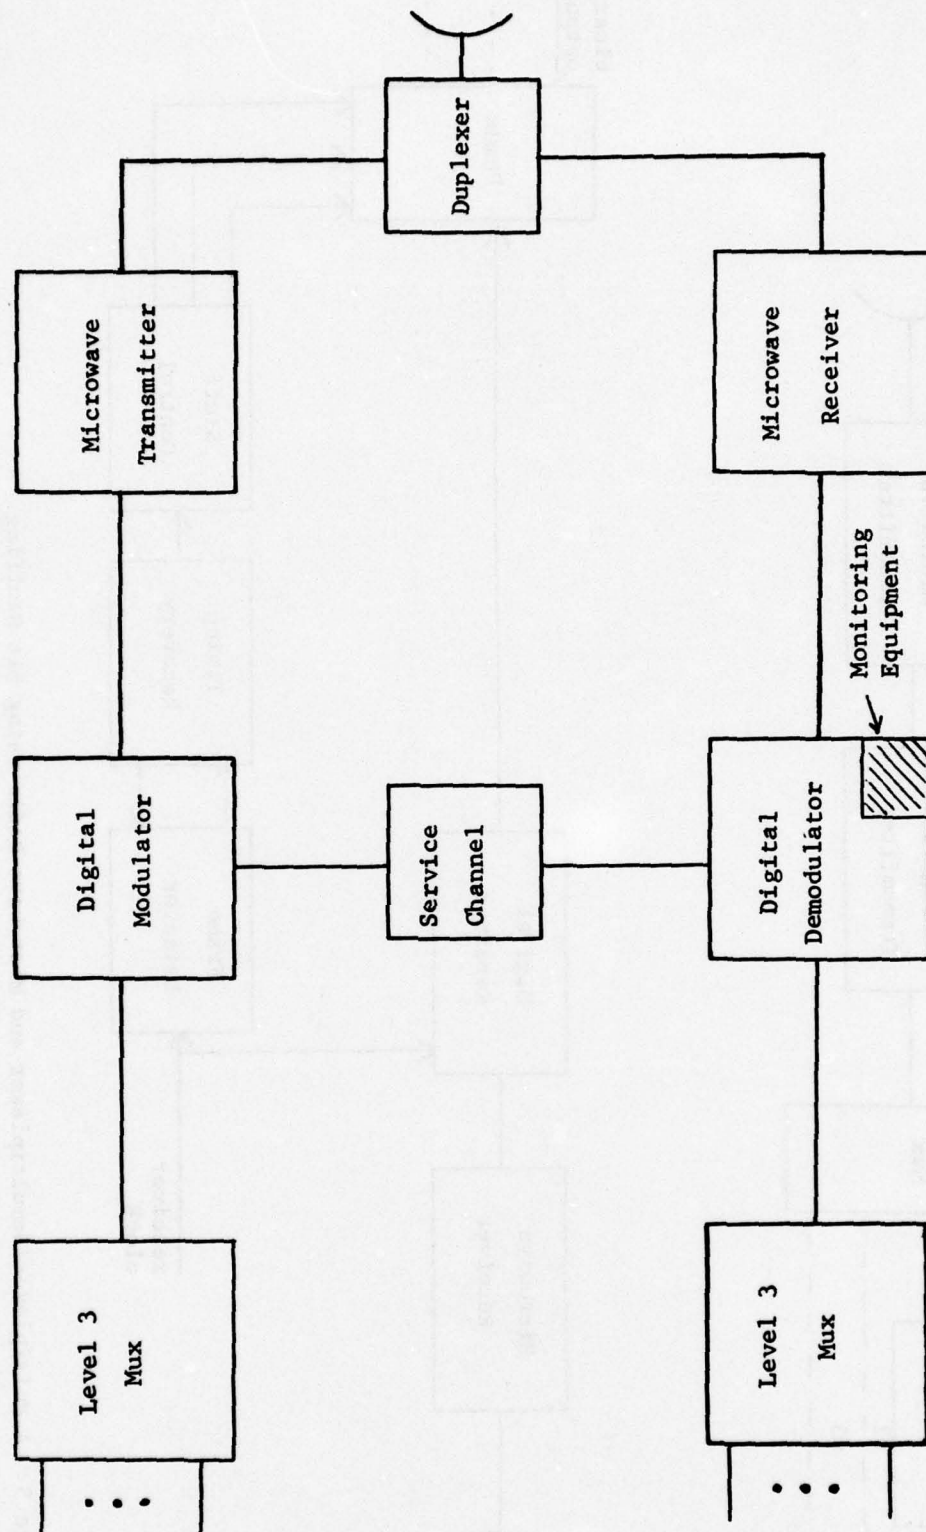 Level 3
Mux
Digital
Modulator
Microwave
Transmitter
Duplexer
Service
Channel
Level 3
Mux
Digital
Demodulator
Monitoring
Equipment
Microwave
Receiver